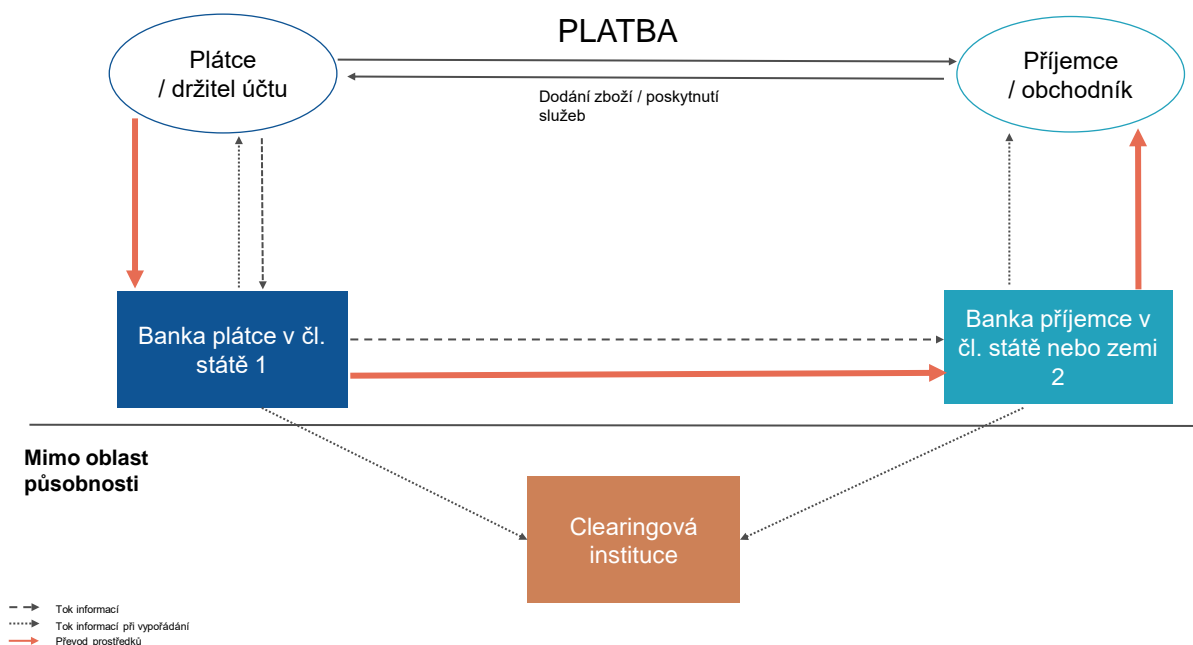 PLATBA
Plátce
/ držitel účtu
Příjemce
/ obchodník
Dodání zboží / poskytnutí
služeb
Banka plátce v čl.
státě 1
Banka příjemce v
čl. státě nebo zemi
2
Mimo oblast
působnosti
Clearingová
instituce
Tok informací
Tok informací při vypořádání
Převod prostředků